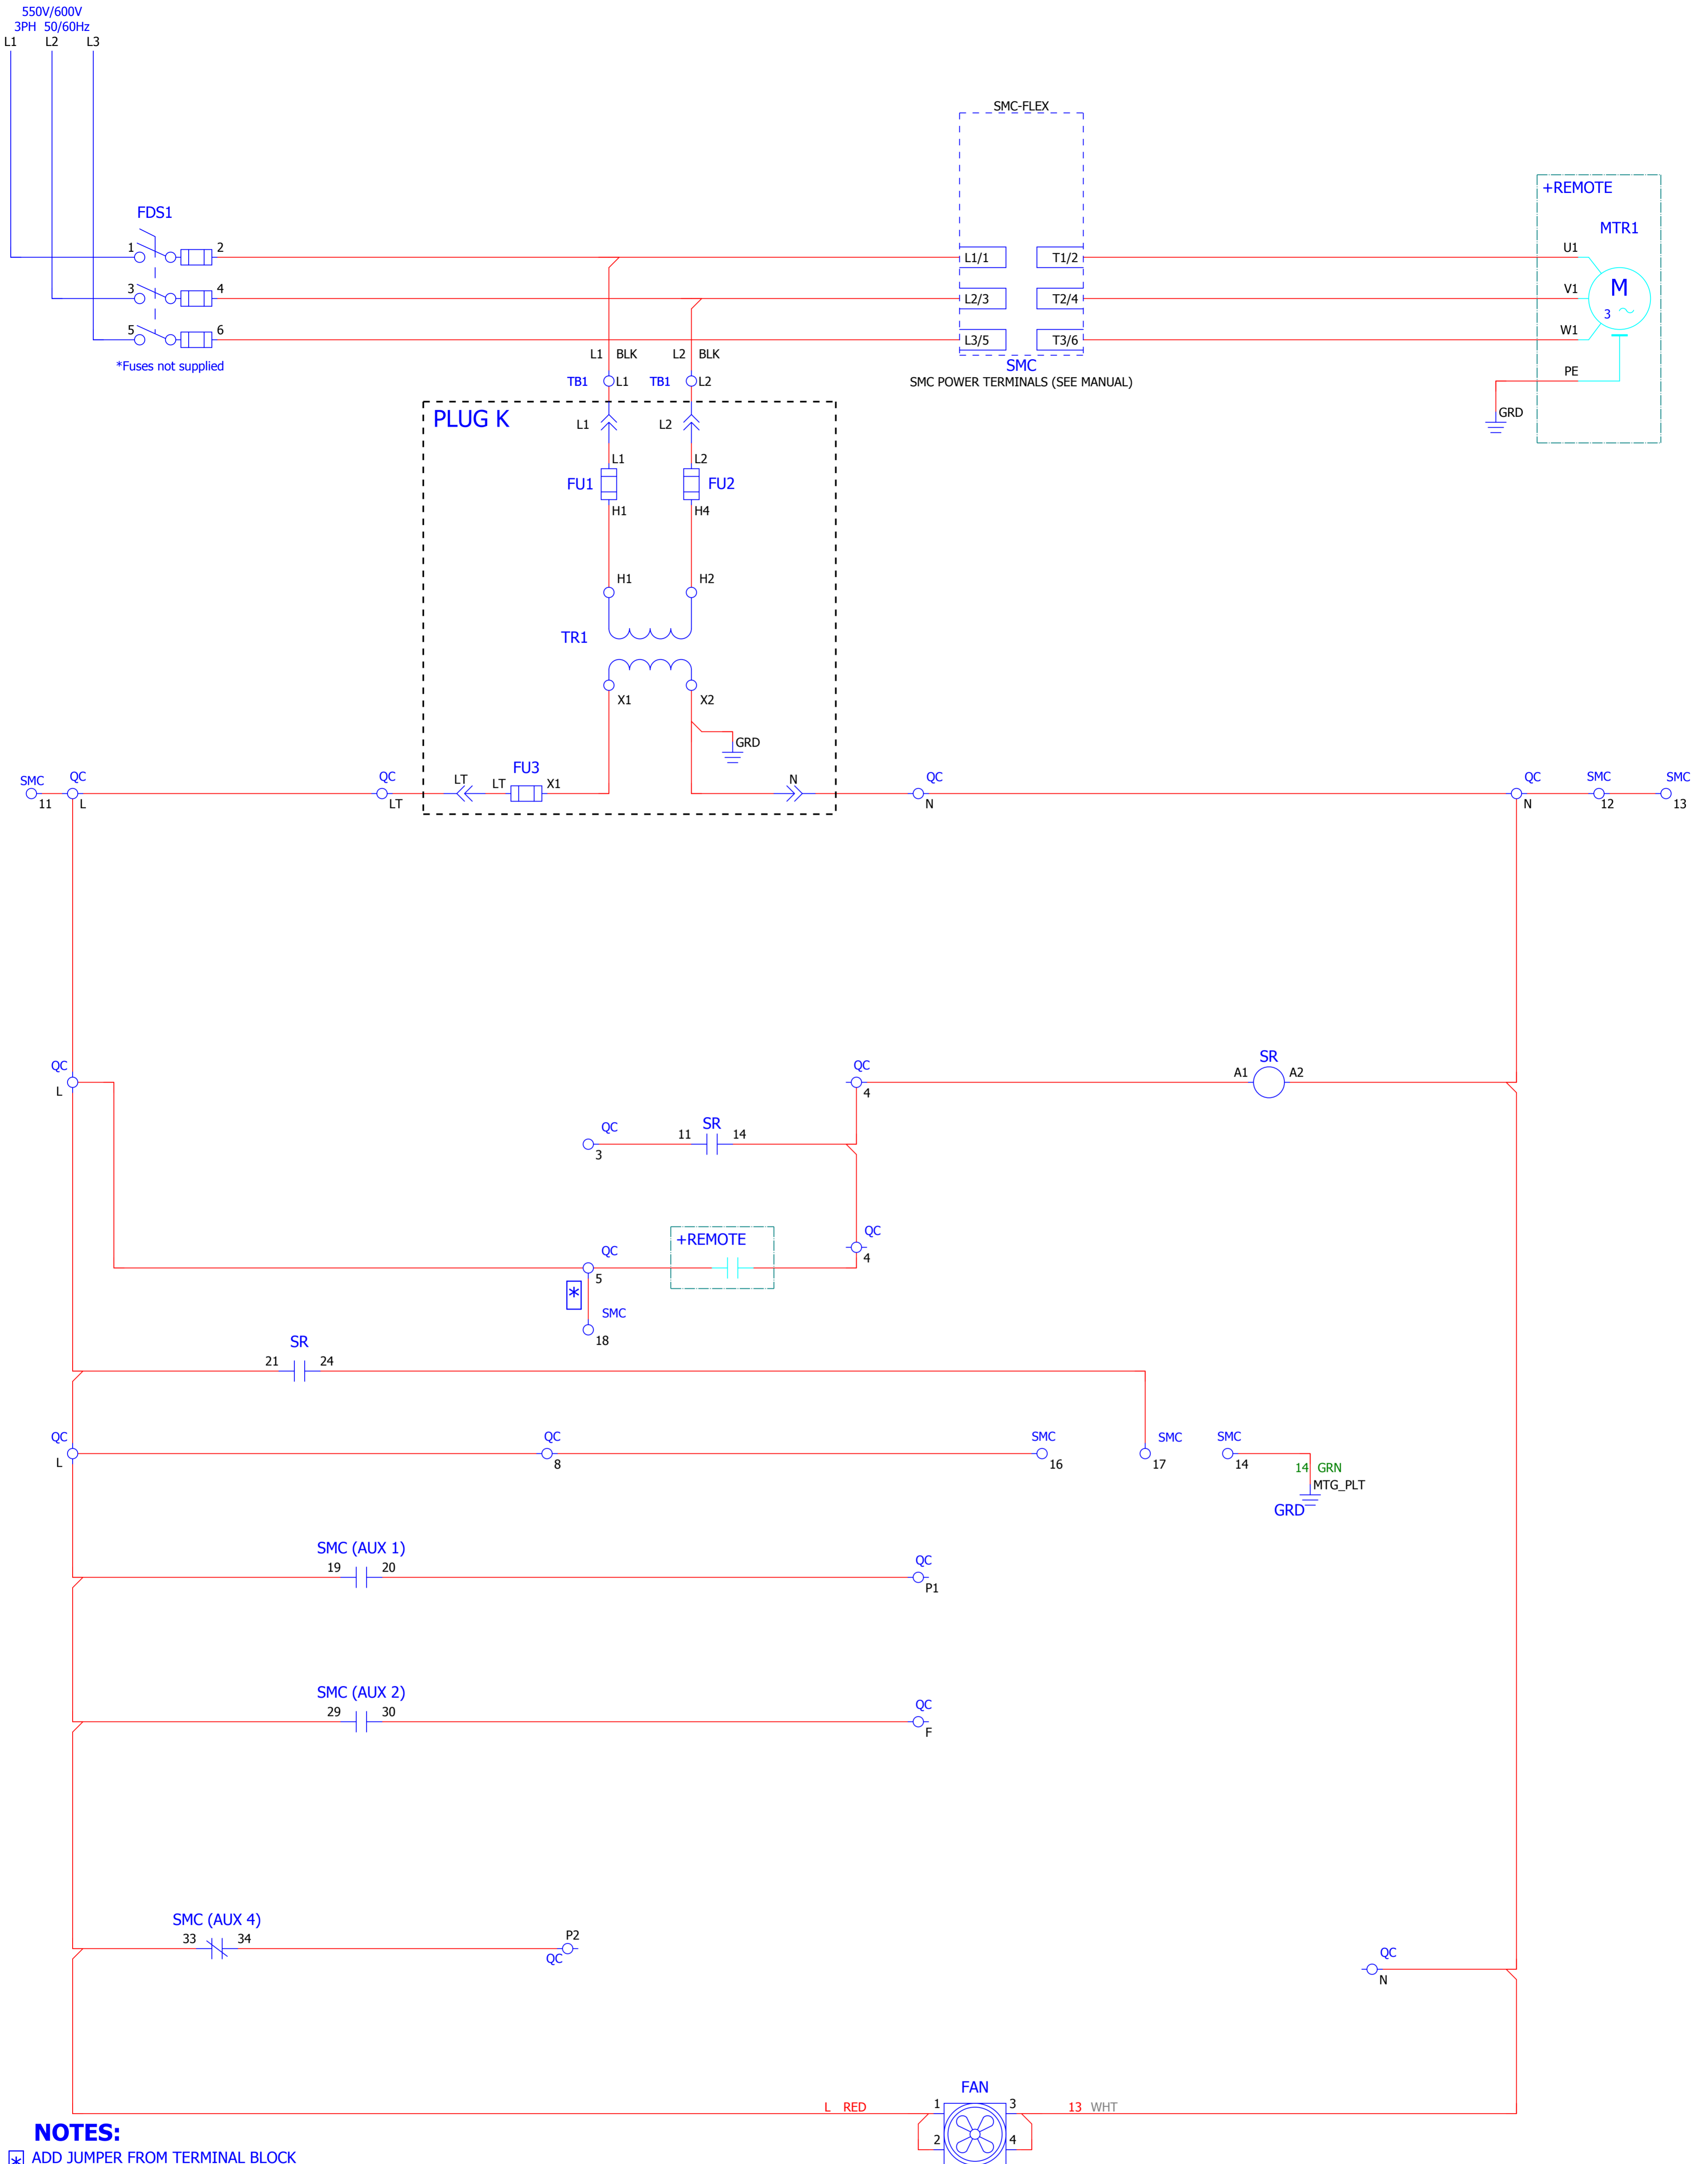 550V/600V
3PH 50/60Hz
L1 L2 L3
SMC-FLEX
+REMOTE
FDS1
MTR1
1 2
L1/1 T1/2
U1
3 4
L2/3 T2/4
V1
M
3
5 6
L3/5 T3/6
W1
*Fuses not supplied
L1 BLK L2 BLK
SMC
SMC POWER TERMINALS (SEE MANUAL)
PE
TB1 L1 TB1 L2
GRD
PLUG K
L1 L2
L1 L2
FU1 FU2
H1 H4
H1 H2
TR1
X1 X2
GRD
SMC QC QC LT LT FU3 X1 N QC QC SMC SMC
11 L LT N N 12 13
QC QC SR
L 4 A1 A2
QC 11 SR 14
3
+REMOTE QC
QC 4
5
*
SMC
18
SR
21 24
QC QC SMC SMC SMC
L 8 16 17 14
14 GRN
MTG_PLT
GRD
SMC (AUX 1)
19 20 QC
P1
SMC (AUX 2)
29 30 QC
F
SMC (AUX 4)
33 34 P2
QC
QC
N
FAN
L RED 1 3 13 WHT
2 4
NOTES:
* ADD JUMPER FROM TERMINAL BLOCK